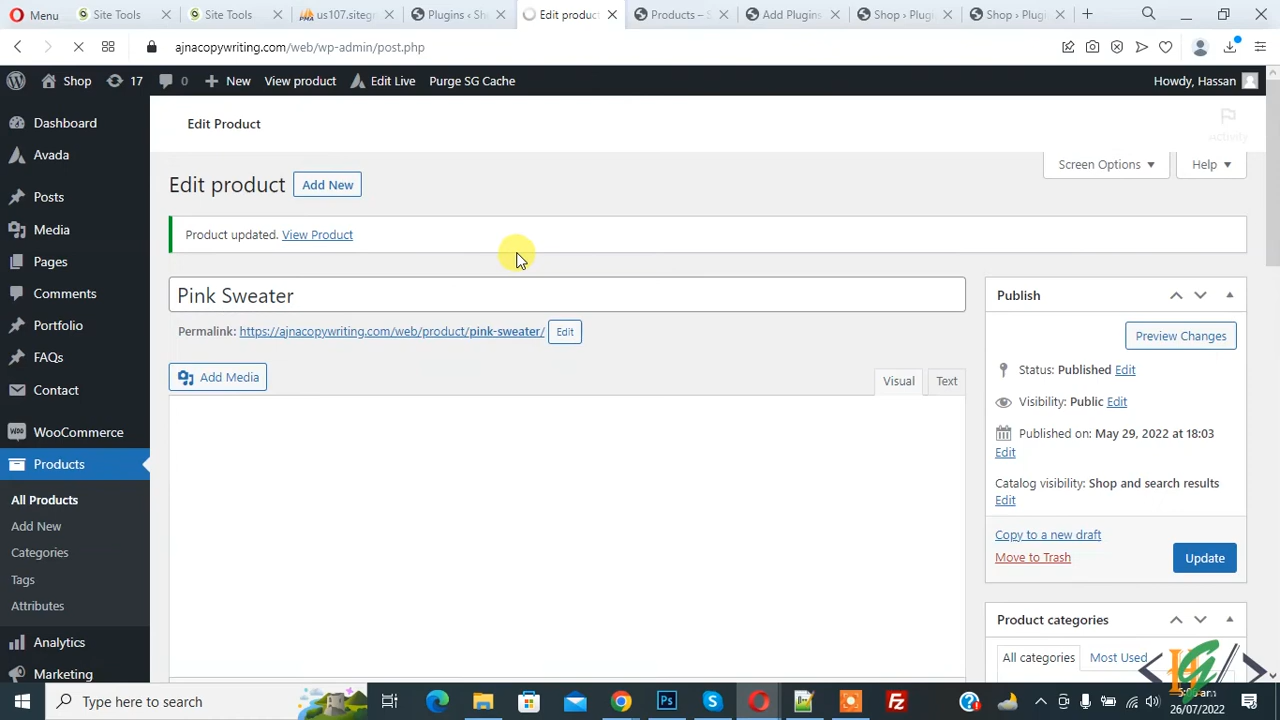 Menu
Site Tools
Site Tools
us107.sitegr
Plugins ‹ Sho
Edit product
Products – S
Add Plugins
Shop › Plug
Shop › Plugi
ajnacopywriting.com/web/wp-admin/post.php
Shop
17
0
New
View product
Edit Live
Purge SG Cache
Howdy, Hassan
Dashboard
Avada
Posts
Media
Pages
Comments
Portfolio
FAQs
Contact
WooCommerce
Products
All Products
Add New
Categories
Tags
Attributes
Analytics
Marketing
Edit Product
Activity
Screen Options
Help
Edit product
Add New
Product updated. View Product
Pink Sweater
Permalink: https://ajnacopywriting.com/web/product/pink-sweater/ Edit
Add Media
Visual
Text
Publish
Preview Changes
Status: Published Edit
Visibility: Public Edit
Published on: May 29, 2022 at 18:03
Edit
Catalog visibility: Shop and search results
Edit
Copy to a new draft
Move to Trash
Update
Product categories
All categories
Most Used
Type here to search
26/07/2022